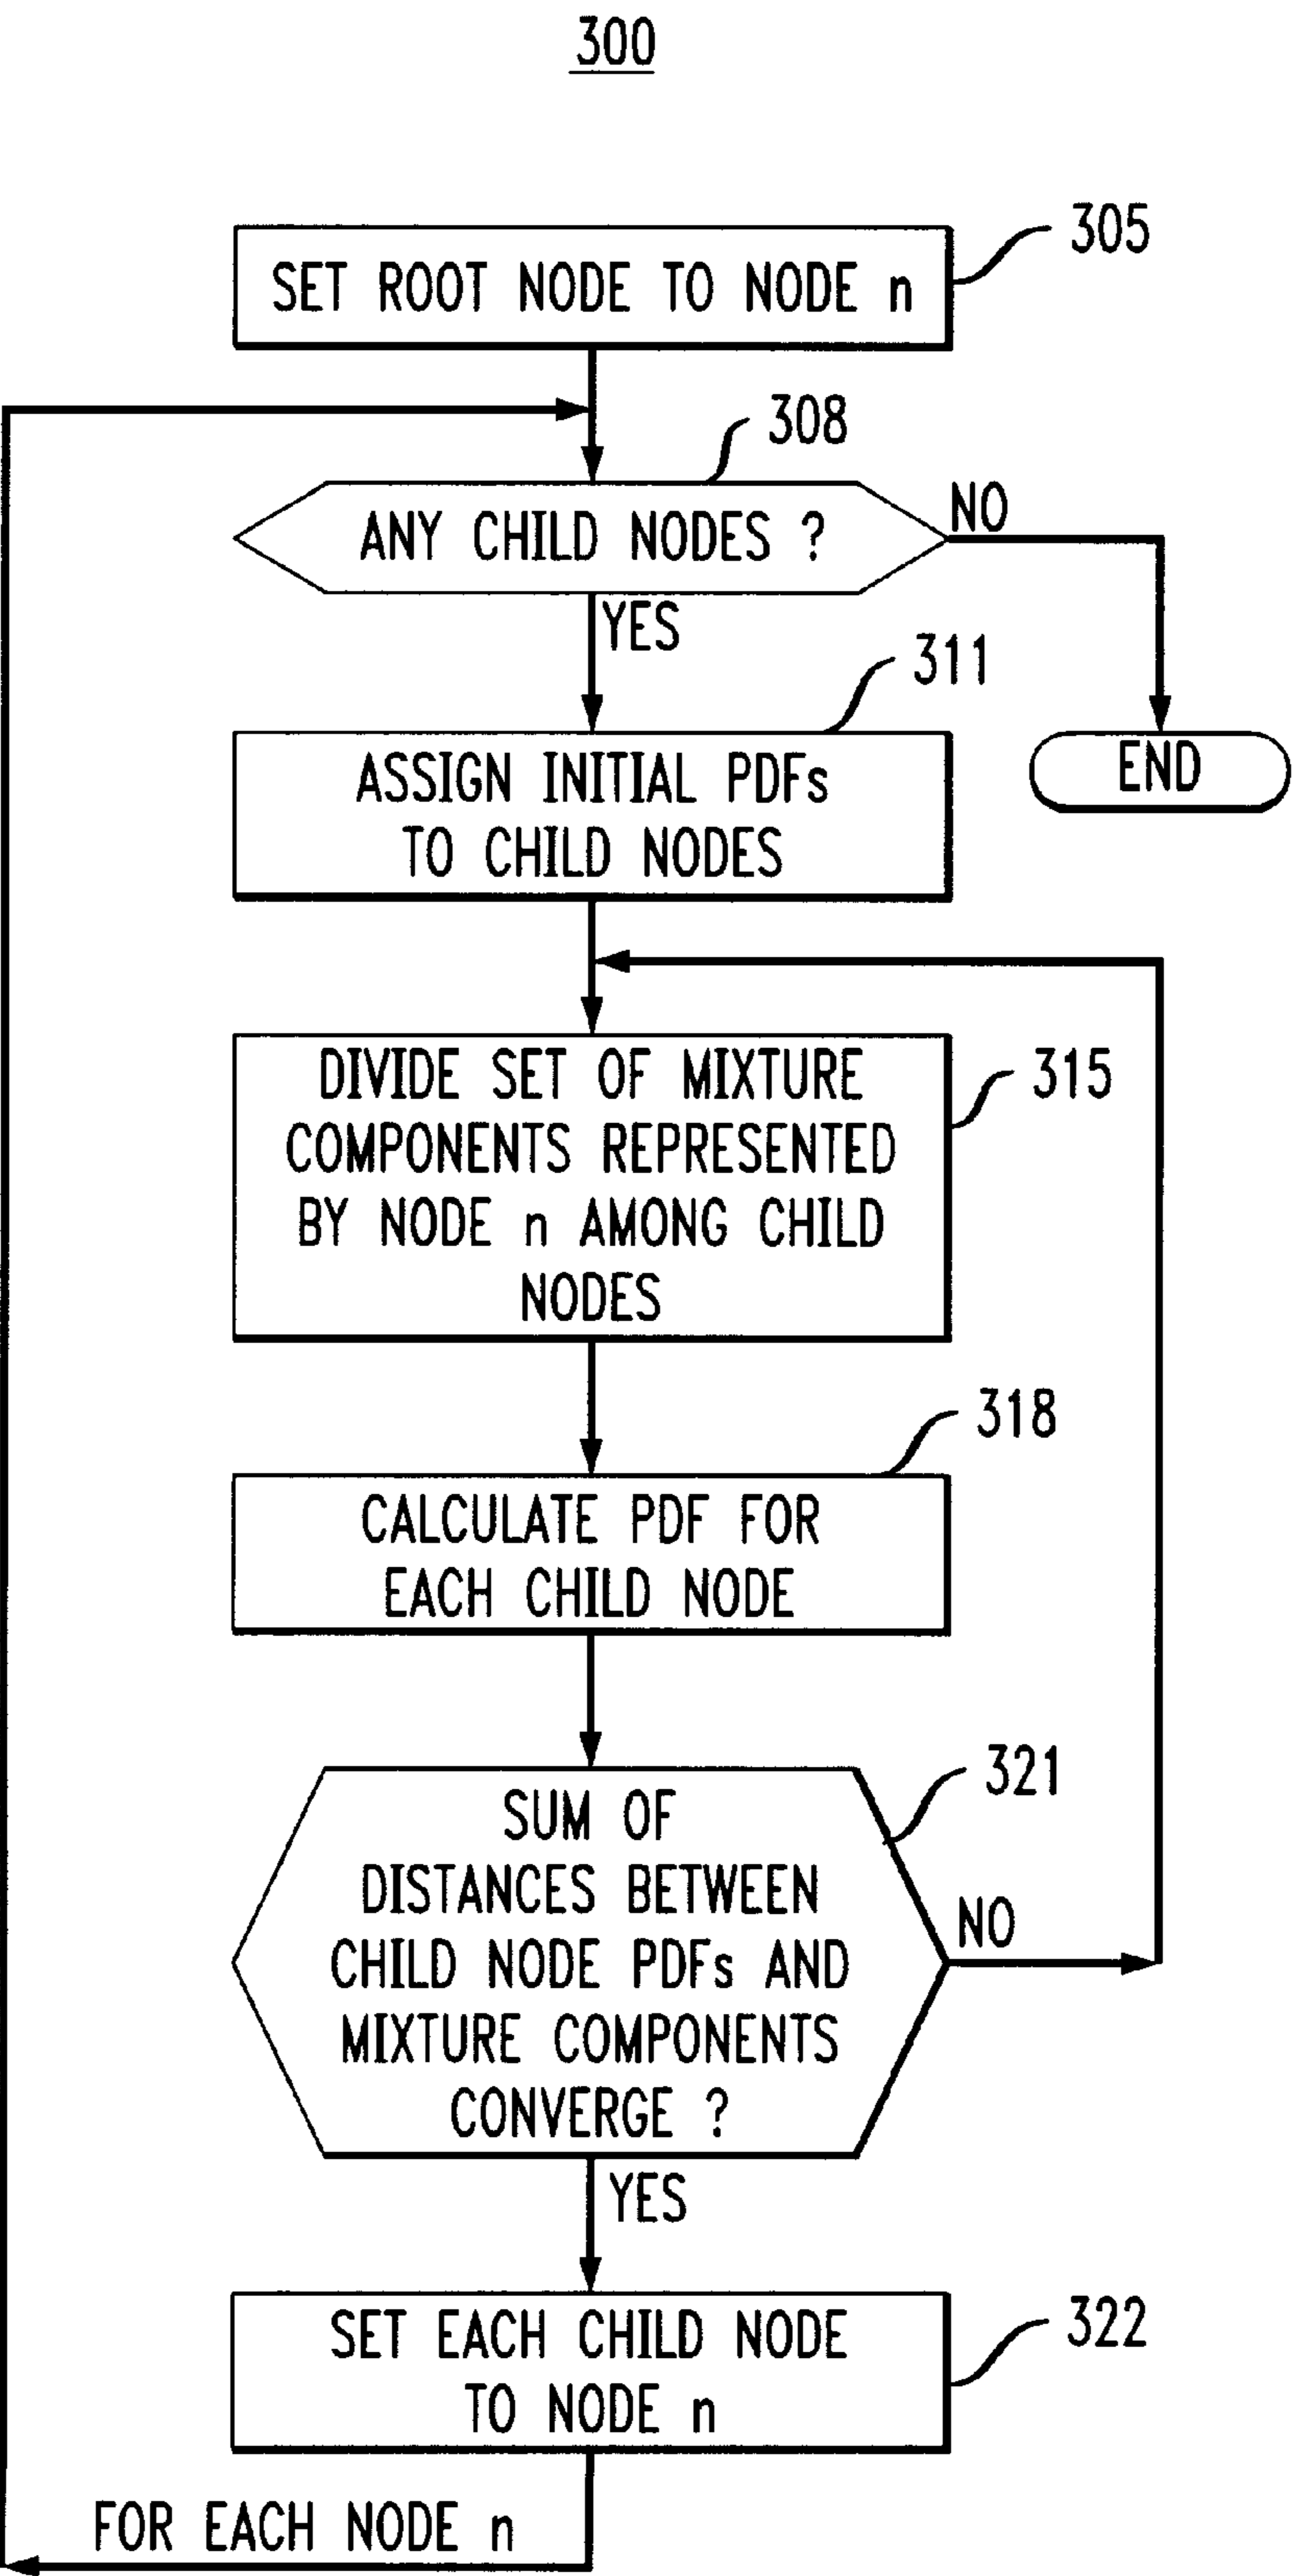 300
305
SET ROOT NODE TO NODE n
308
ANY CHILD NODES ?
NO
YES
311
END
ASSIGN INITIAL PDFs
TO CHILD NODES
315
DIVIDE SET OF MIXTURE
COMPONENTS REPRESENTED
BY NODE n AMONG CHILD
NODES
318
CALCULATE PDF FOR
EACH CHILD NODE
321
SUM OF
DISTANCES BETWEEN
CHILD NODE PDFs AND
MIXTURE COMPONENTS
CONVERGE ?
NO
YES
322
SET EACH CHILD NODE
TO NODE n
FOR EACH NODE n